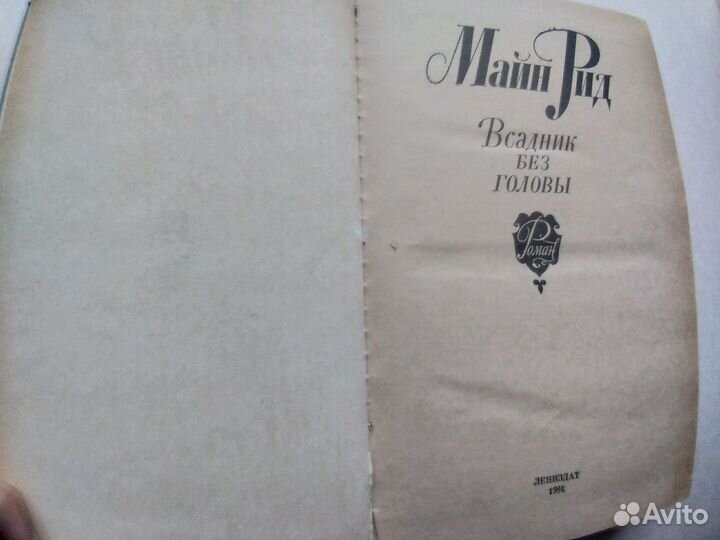 Майн Рид
Всадник
БЕЗ
ГОЛОВЫ
Роман
ЛЕНИЗДАТ
1984
Avito